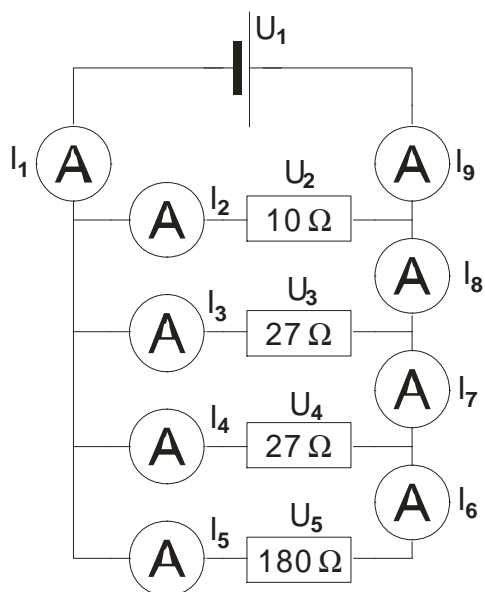 U1
I1 A A I9
I2 U2
A 10 Ω
A I8
I3 U3
A 27 Ω
A I7
I4 U4
A 27 Ω
A I6
I5 U5
A 180 Ω